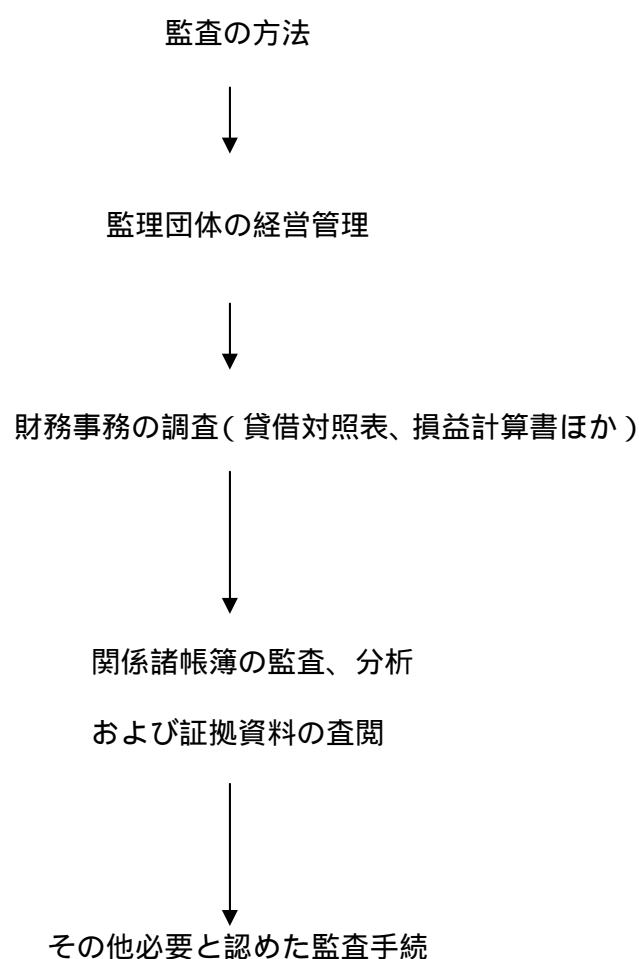 監査の方法
監理団体の経営管理
財務事務の調査(貸借対照表、損益計算書ほか)
関係諸帳簿の監査、分析
および証拠資料の査閲
その他必要と認めた監査手続